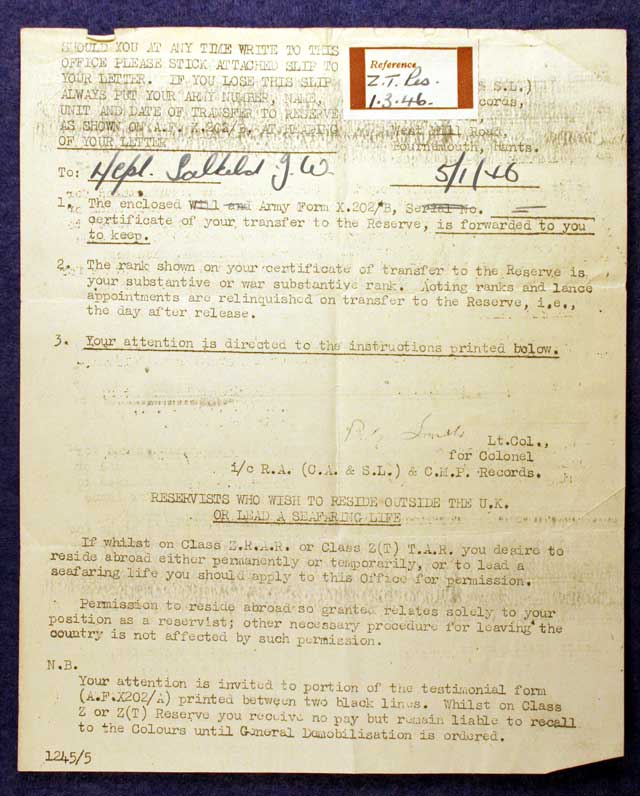 SHOULD YOU AT ANY TIME WRITE TO THIS
OFFICE PLEASE STICK ATTACHED SLIP TO
YOUR LETTER. IF YOU LOSE THIS SLIP
ALWAYS PUT YOUR ARMY NUMBER, NAME,
UNIT AND DATE OF TRANSFER TO RESERVE
AS SHOWN ON A.F. X.202/B, AT HEADING
OF YOUR LETTER
Reference
Z.T. Res.
1.3.46.
& S.L.)
Records,
Road,
Bournemouth, Hants.
To:
J.W.
5/1/46
1. The enclosed Will and Army Form X.202/B, Serial No.
certificate of your transfer to the Reserve, is forwarded to you
to keep.
2. The rank shown on your certificate of transfer to the Reserve is
your substantive or war substantive rank. Acting ranks and lance
appointments are relinquished on transfer to the Reserve, i.e.,
the day after release.
3. Your attention is directed to the instructions printed below.
Smith
Lt.Col.,
for Colonel
i/c R.A. (C.A. & S.L.) & C.M.P. Records.
RESERVISTS WHO WISH TO RESIDE OUTSIDE THE U.K.
OR LEAD A SEAFARING LIFE
If whilst on Class Z.R.A.R. or Class Z(T) T.A.R. you desire to
reside abroad either permanently or temporarily, or to lead a
seafaring life you should apply to this Office for permission.
Permission to reside abroad so granted relates solely to your
position as a reservist; other necessary procedure for leaving the
country is not affected by such permission.
N.B.
Your attention is invited to portion of the testimonial form
(A.F.X202/A) printed between two black lines. Whilst on Class
Z or Z(T) Reserve you receive no pay but remain liable to recall
to the Colours until General Demobilisation is ordered.
1245/5